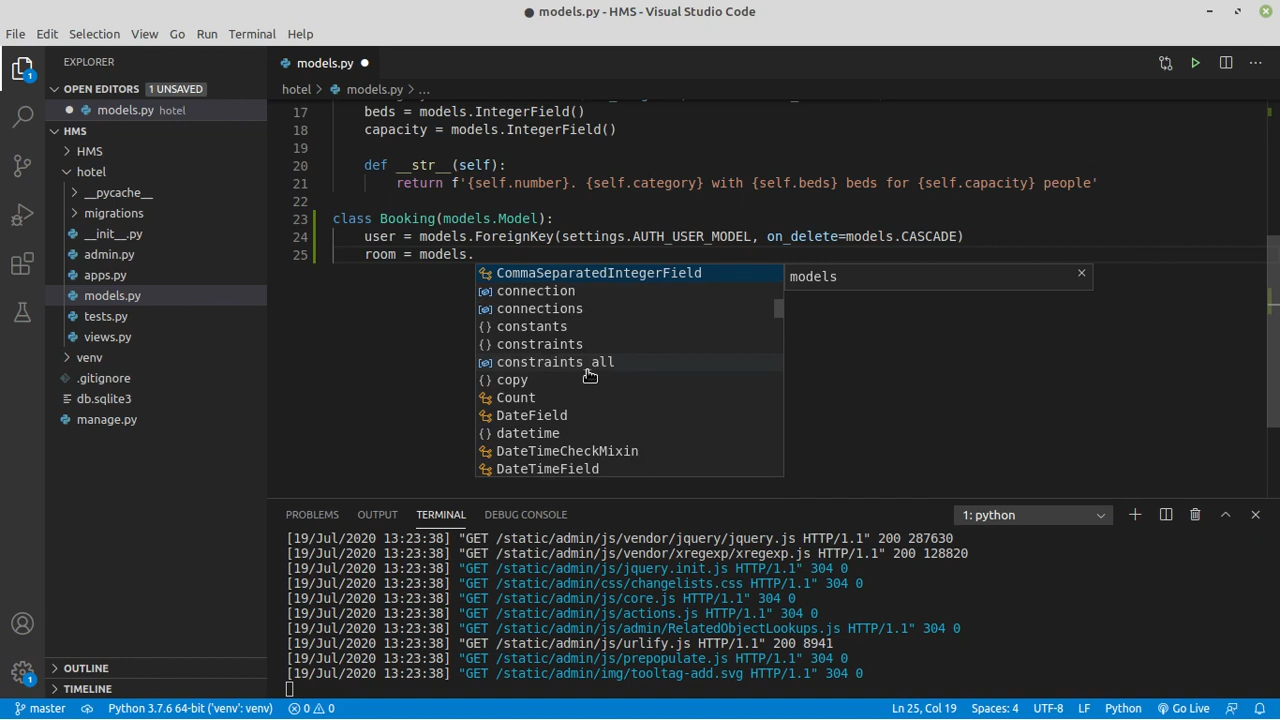 models.py - HMS - Visual Studio Code
File Edit Selection View Go Run Terminal Help
EXPLORER
OPEN EDITORS 1 UNSAVED
models.py hotel
HMS
HMS
hotel
__pycache__
migrations
__init__.py
admin.py
apps.py
models.py
tests.py
views.py
venv
.gitignore
db.sqlite3
manage.py
OUTLINE
TIMELINE
1
1
models.py
hotel > models.py > ...
17 beds = models.IntegerField()
18 capacity = models.IntegerField()
19
20 def __str__(self):
21 return f'{self.number}. {self.category} with {self.beds} beds for {self.capacity} people'
22
23 class Booking(models.Model):
24 user = models.ForeignKey(settings.AUTH_USER_MODEL, on_delete=models.CASCADE)
25 room = models.
CommaSeparatedIntegerField
models
connection
connections
constants
constraints
constraints_all
copy
Count
DateField
datetime
DateTimeCheckMixin
DateTimeField
PROBLEMS OUTPUT TERMINAL DEBUG CONSOLE 1: python
[19/Jul/2020 13:23:38] "GET /static/admin/js/vendor/jquery/jquery.js HTTP/1.1" 200 287630
[19/Jul/2020 13:23:38] "GET /static/admin/js/vendor/xregexp/xregexp.js HTTP/1.1" 200 128820
[19/Jul/2020 13:23:38] "GET /static/admin/js/jquery.init.js HTTP/1.1" 304 0
[19/Jul/2020 13:23:38] "GET /static/admin/css/changelists.css HTTP/1.1" 304 0
[19/Jul/2020 13:23:38] "GET /static/admin/js/core.js HTTP/1.1" 304 0
[19/Jul/2020 13:23:38] "GET /static/admin/js/actions.js HTTP/1.1" 304 0
[19/Jul/2020 13:23:38] "GET /static/admin/js/admin/RelatedObjectLookups.js HTTP/1.1" 304 0
[19/Jul/2020 13:23:38] "GET /static/admin/js/urlify.js HTTP/1.1" 200 8941
[19/Jul/2020 13:23:38] "GET /static/admin/js/prepopulate.js HTTP/1.1" 304 0
[19/Jul/2020 13:23:38] "GET /static/admin/img/tooltag-add.svg HTTP/1.1" 304 0
master Python 3.7.6 64-bit ('venv': venv) 0 0 Ln 25, Col 19 Spaces: 4 UTF-8 LF Python Go Live